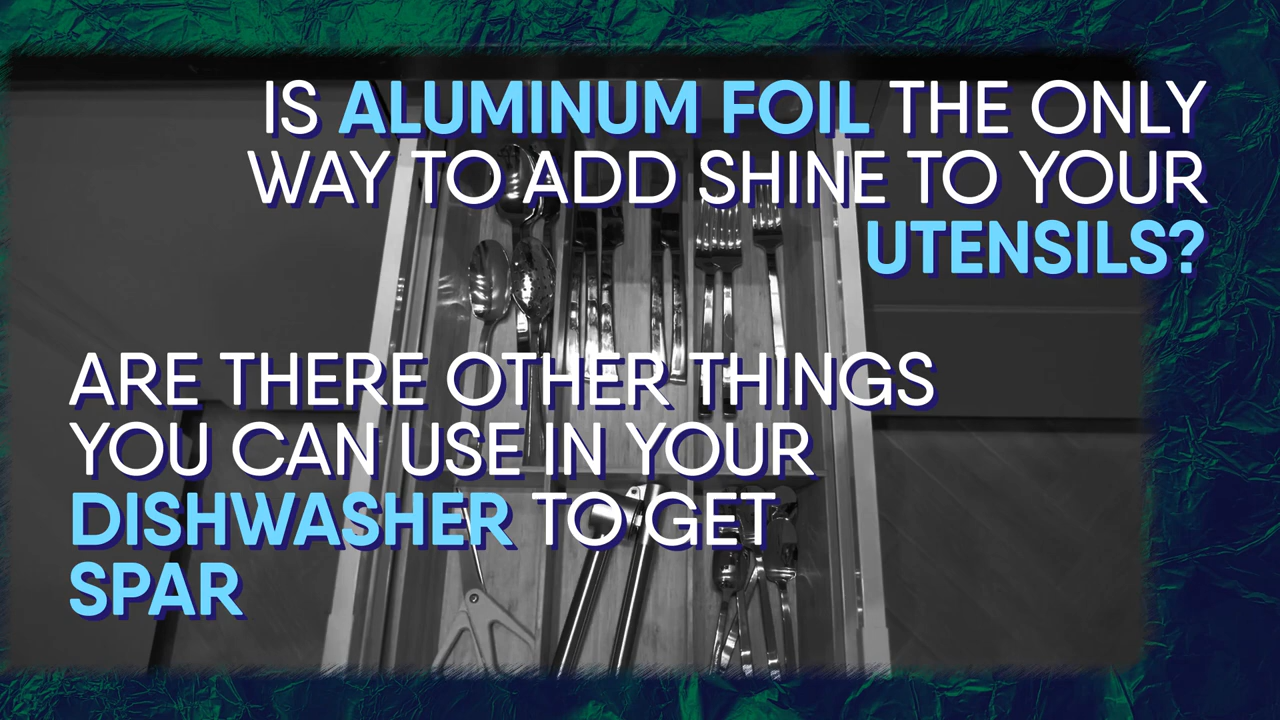 IS ALUMINUM FOIL THE ONLY
WAY TO ADD SHINE TO YOUR
UTENSILS?
ARE THERE OTHER THINGS
YOU CAN USE IN YOUR
DISHWASHER TO GET
SPAR